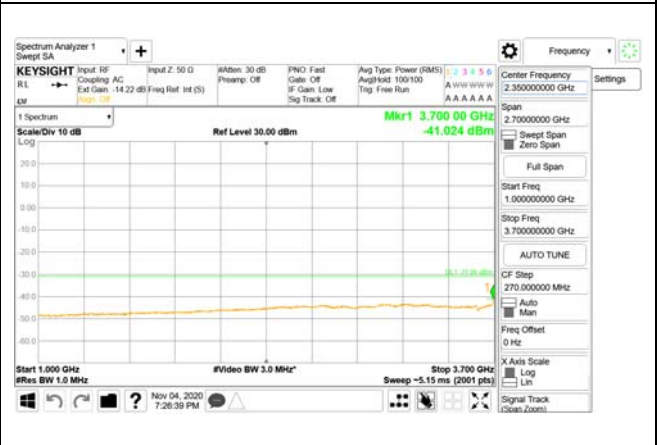 Spectrum Analyzer 1
Swept SA
+
Frequency
KEYSIGHT
RL
Input: RF
Coupling: AC
Ext Gain: -14.22 dB
Align: Off
Input Z: 50 Ω
Freq Ref: Int (S)
#Atten: 30 dB
Preamp: Off
PNO: Fast
Gate: Off
IF Gain: Low
Sig Track: Off
Avg Type: Power (RMS)
Avg|Hold: 100/100
Trig: Free Run
1 2 3 4 5 6
A W W W W W
A A A A A A
1 Spectrum
Scale/Div 10 dB
Log
Ref Level 30.00 dBm
Mkr1 3.700 00 GHz
-41.024 dBm
20.0
10.0
0.00
-10.0
-20.0
-30.0
-40.0
-50.0
-60.0
1
Start 1.000 GHz
#Res BW 1.0 MHz
#Video BW 3.0 MHz*
Stop 3.700 GHz
Sweep ~5.15 ms (2001 pts)
Nov 04, 2020
7:26:39 PM
?
Center Frequency
2.350000000 GHz
Settings
Span
2.70000000 GHz
Swept Span
Zero Span
Full Span
Start Freq
1.000000000 GHz
Stop Freq
3.700000000 GHz
AUTO TUNE
CF Step
270.000000 MHz
Auto
Man
Freq Offset
0 Hz
X Axis Scale
Log
Lin
Signal Track
(Span Zoom)